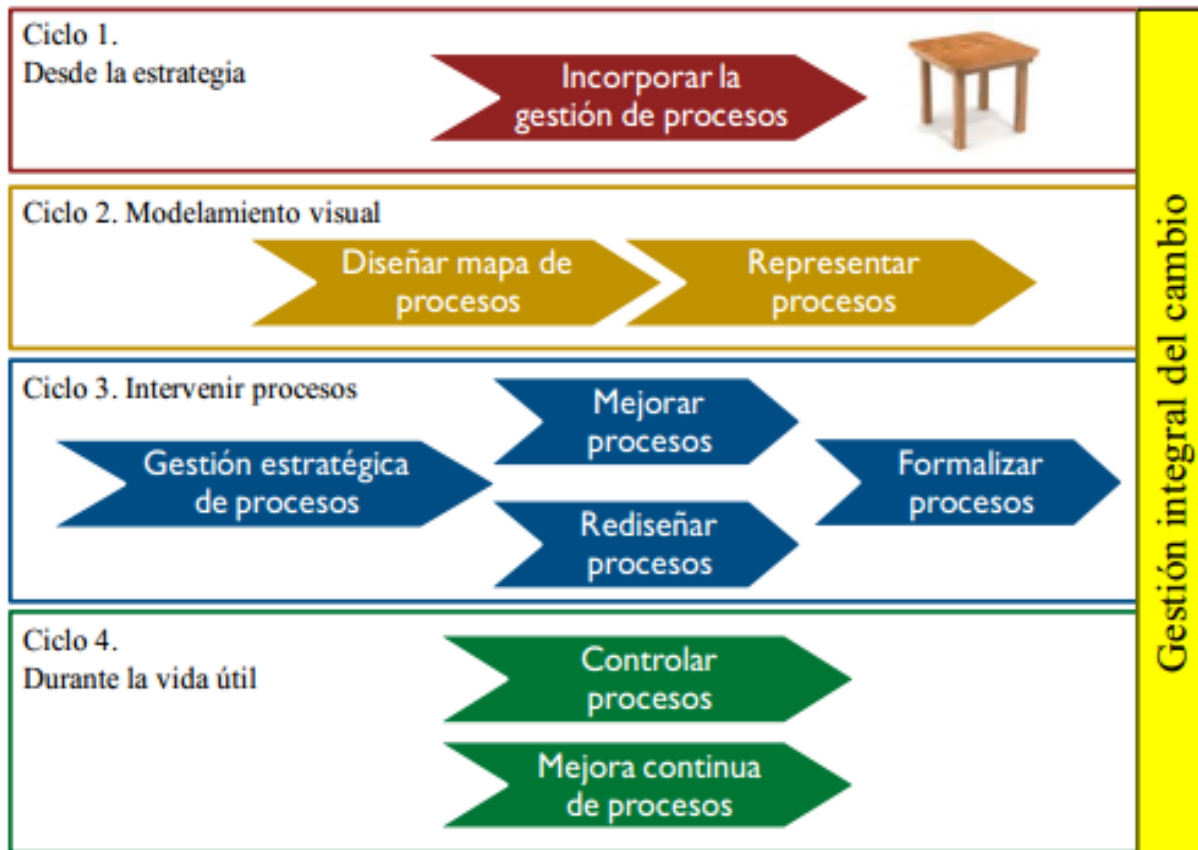 Ciclo 1.
Desde la estrategia
Incorporar la
gestión de procesos
Ciclo 2. Modelamiento visual
Diseñar mapa de
procesos
Representar
procesos
Ciclo 3. Intervenir procesos
Gestión estratégica
de procesos
Mejorar
procesos
Rediseñar
procesos
Formalizar
procesos
Ciclo 4.
Durante la vida útil
Controlar
procesos
Mejora continua
de procesos
Gestión integral del cambio